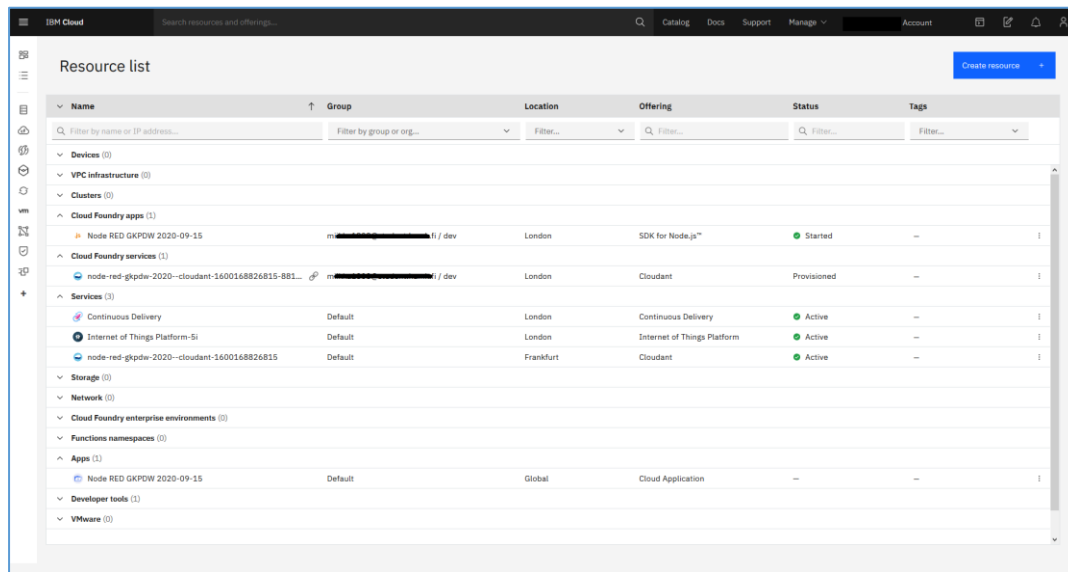 IBM Cloud Search resources and offerings... Catalog Docs Support Manage Account
Resource list
Create resource +
Name Group Location Offering Status Tags
Filter by name or IP address... Filter by group or org... Filter... Filter... Filter... Filter...
Devices (0)
VPC infrastructure (0)
Clusters (0)
Cloud Foundry apps (1)
Node RED GKPDW 2020-09-15 fi / dev London SDK for Node.js™ Started –
Cloud Foundry services (1)
node-red-gkpdw-2020--cloudant-1600168826815-881... fi / dev London Cloudant Provisioned –
Services (3)
Continuous Delivery Default London Continuous Delivery Active –
Internet of Things Platform-5i Default London Internet of Things Platform Active –
node-red-gkpdw-2020--cloudant-1600168826815 Default Frankfurt Cloudant Active –
vm
Storage (0)
Network (0)
Cloud Foundry enterprise environments (0)
Functions namespaces (0)
Apps (1)
Node RED GKPDW 2020-09-15 Default Global Cloud Application – –
Developer tools (1)
VMware (0)